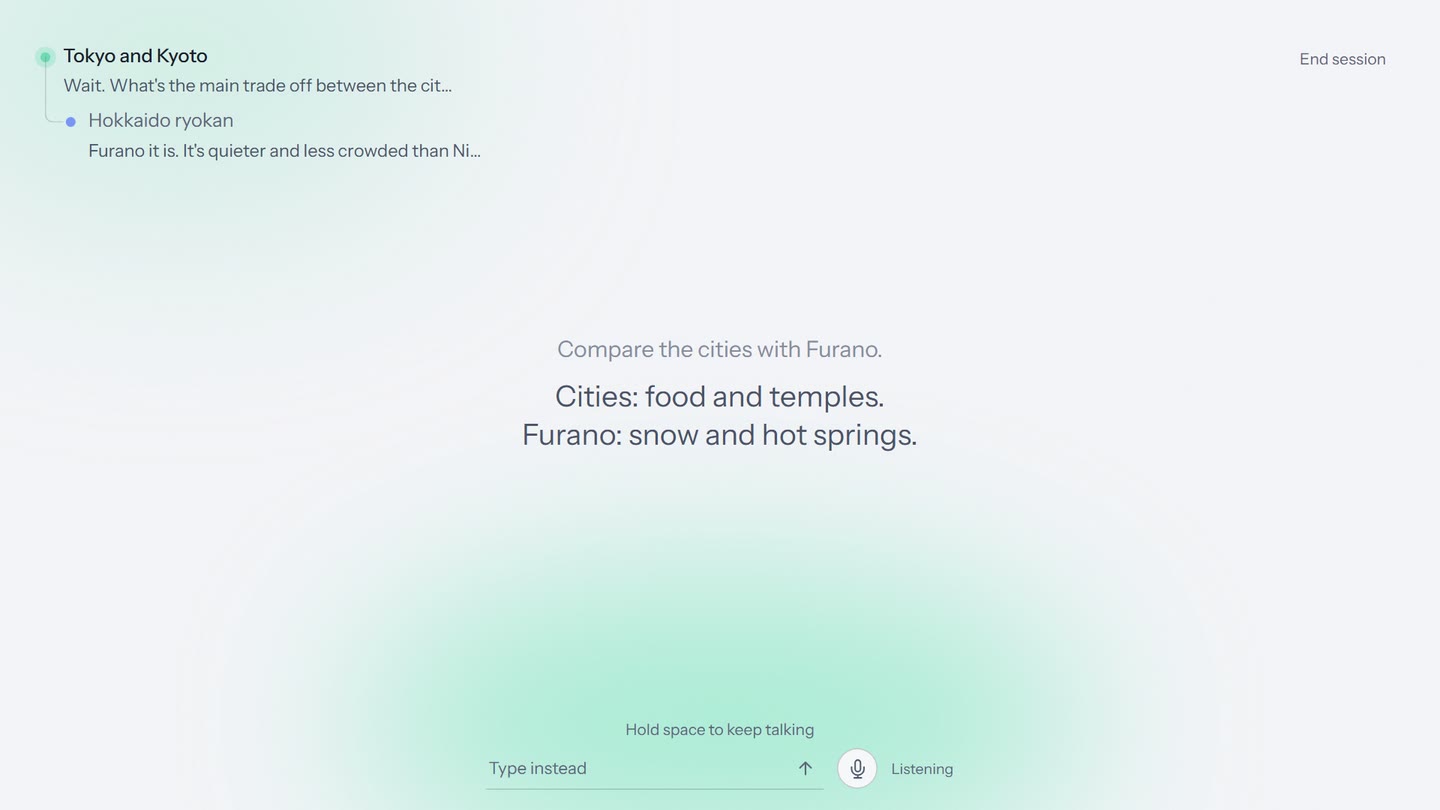 Tokyo and Kyoto
Wait. What's the main trade off between the cit...
Hokkaido ryokan
Furano it is. It's quieter and less crowded than Ni...
End session
Compare the cities with Furano.
Cities: food and temples.
Furano: snow and hot springs.
Hold space to keep talking
Type instead
Listening